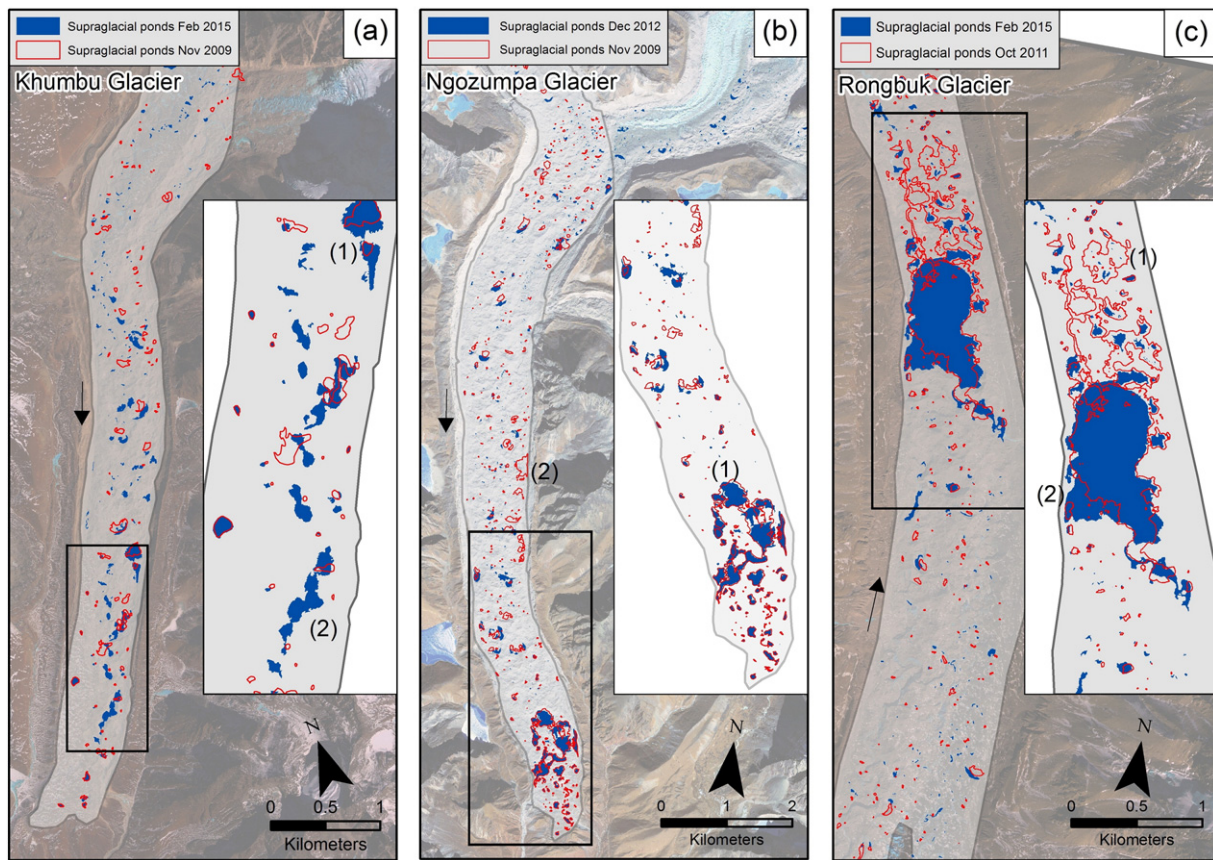 Supraglacial ponds Feb 2015
Supraglacial ponds Nov 2009
(a)
Khumbu Glacier
(1)
(2)
N
0 0.5 1
Kilometers
Supraglacial ponds Dec 2012
Supraglacial ponds Nov 2009
(b)
Ngozumpa Glacier
(2)
(1)
N
0 1 2
Kilometers
Supraglacial ponds Feb 2015
Supraglacial ponds Oct 2011
(c)
Rongbuk Glacier
(1)
(2)
N
0 0.5 1
Kilometers